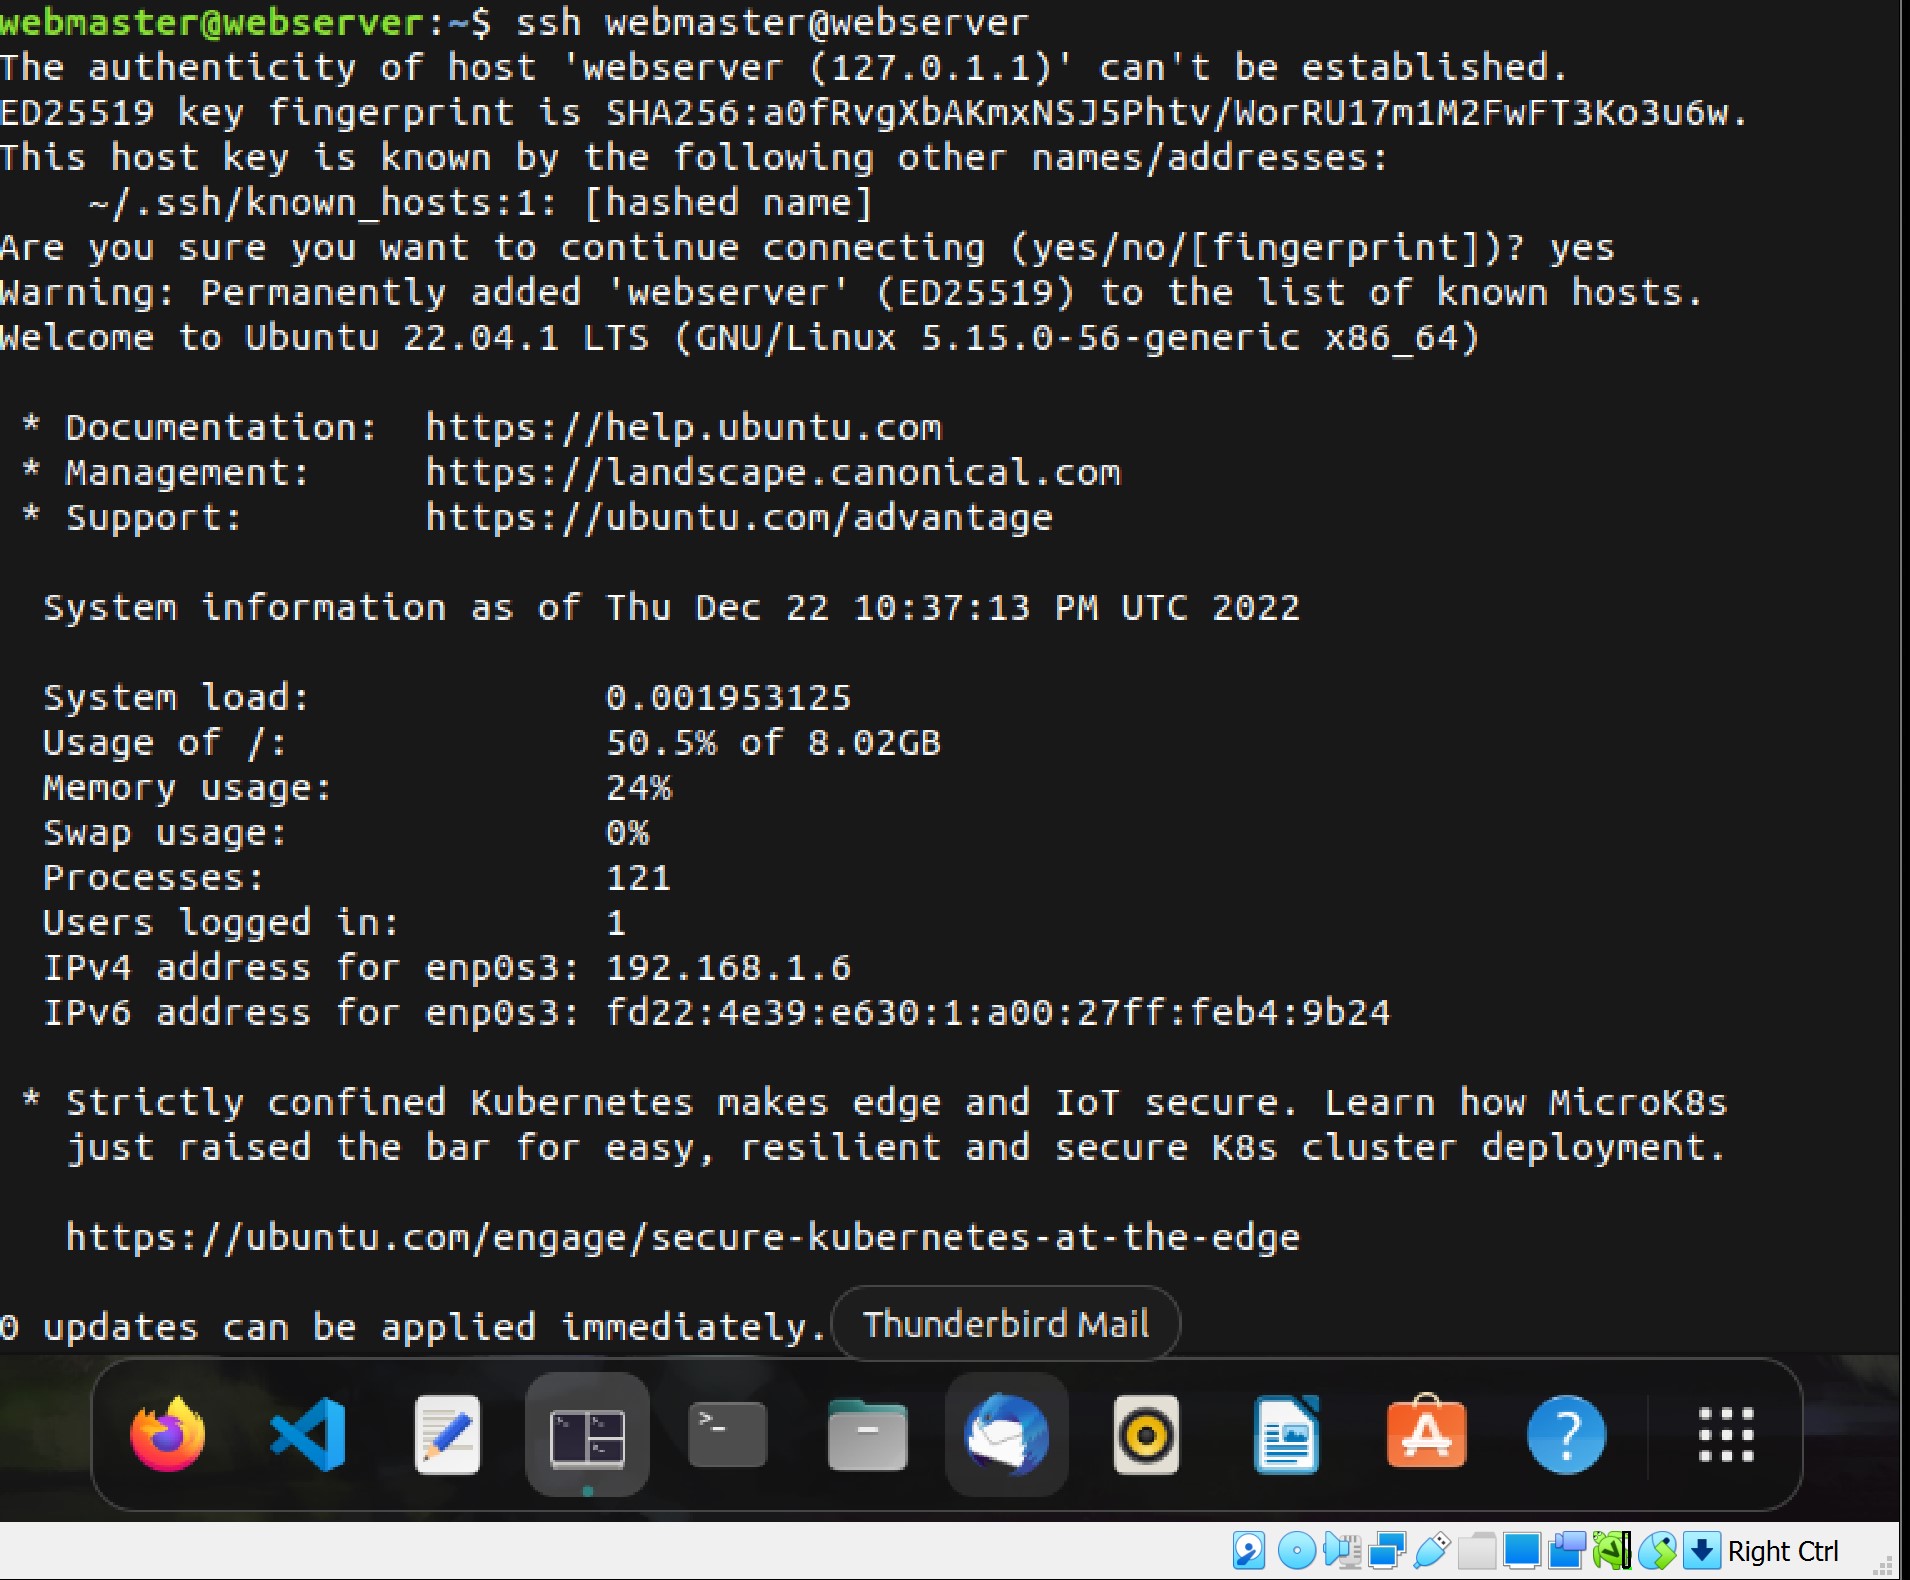 webmaster@webserver:~$ ssh webmaster@webserver
The authenticity of host 'webserver (127.0.1.1)' can't be established.
ED25519 key fingerprint is SHA256:a0fRvgXbAKmxNSJ5Phtv/WorRU17m1M2FwFT3Ko3u6w.
This host key is known by the following other names/addresses:
    ~/.ssh/known_hosts:1: [hashed name]
Are you sure you want to continue connecting (yes/no/[fingerprint])? yes
Warning: Permanently added 'webserver' (ED25519) to the list of known hosts.
Welcome to Ubuntu 22.04.1 LTS (GNU/Linux 5.15.0-56-generic x86_64)
 * Documentation:  https://help.ubuntu.com
 * Management:     https://landscape.canonical.com
 * Support:        https://ubuntu.com/advantage
  System information as of Thu Dec 22 10:37:13 PM UTC 2022
  System load:             0.001953125
  Usage of /:              50.5% of 8.02GB
  Memory usage:            24%
  Swap usage:              0%
  Processes:               121
  Users logged in:         1
  IPv4 address for enp0s3: 192.168.1.6
  IPv6 address for enp0s3: fd22:4e39:e630:1:a00:27ff:feb4:9b24
 * Strictly confined Kubernetes makes edge and IoT secure. Learn how MicroK8s
   just raised the bar for easy, resilient and secure K8s cluster deployment.
   https://ubuntu.com/engage/secure-kubernetes-at-the-edge
0 updates can be applied immediately.
Thunderbird Mail
Right Ctrl